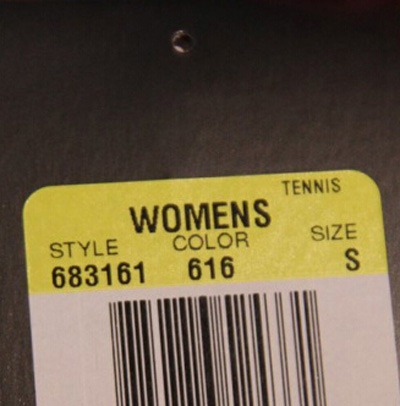 TENNIS
WOMENS
STYLE COLOR SIZE
683161 616 S